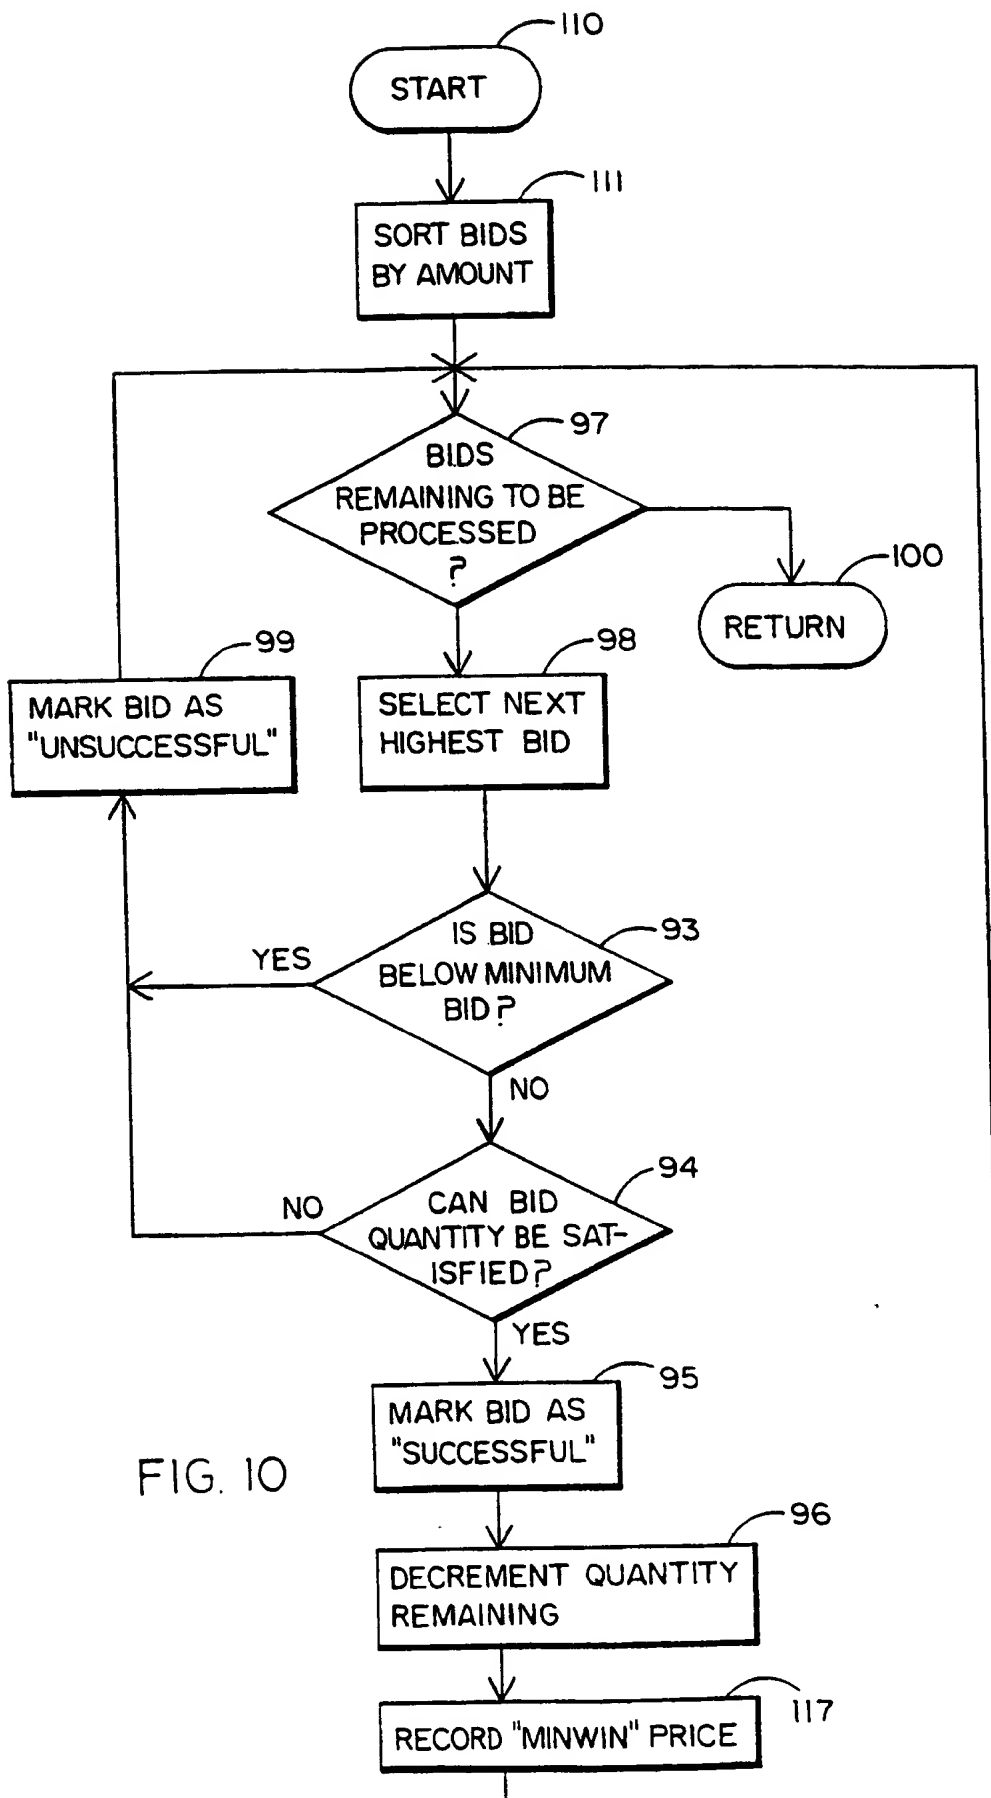 110
START
111
SORT BIDS
BY AMOUNT
97
BIDS
REMAINING TO BE
PROCESSED
?
100
RETURN
99
MARK BID AS
"UNSUCCESSFUL"
98
SELECT NEXT
HIGHEST BID
93
IS BID
BELOW MINIMUM
BID?
YES
NO
94
CAN BID
QUANTITY BE SAT-
ISFIED?
NO
YES
95
MARK BID AS
"SUCCESSFUL"
FIG. 10
96
DECREMENT QUANTITY
REMAINING
117
RECORD "MINWIN" PRICE